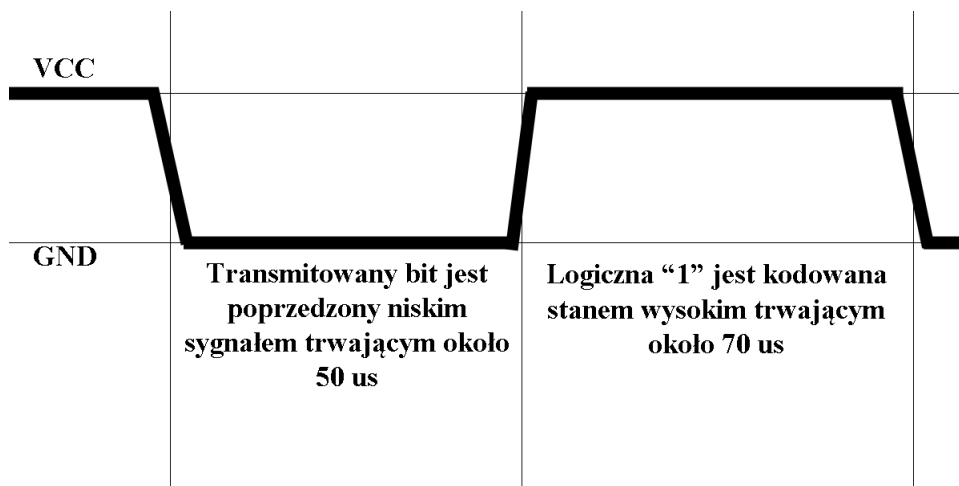 VCC
GND
Transmitowany bit jest
poprzedzony niskim
sygnałem trwającym około
50 us
Logiczna “1” jest kodowana
stanem wysokim trwającym
około 70 us